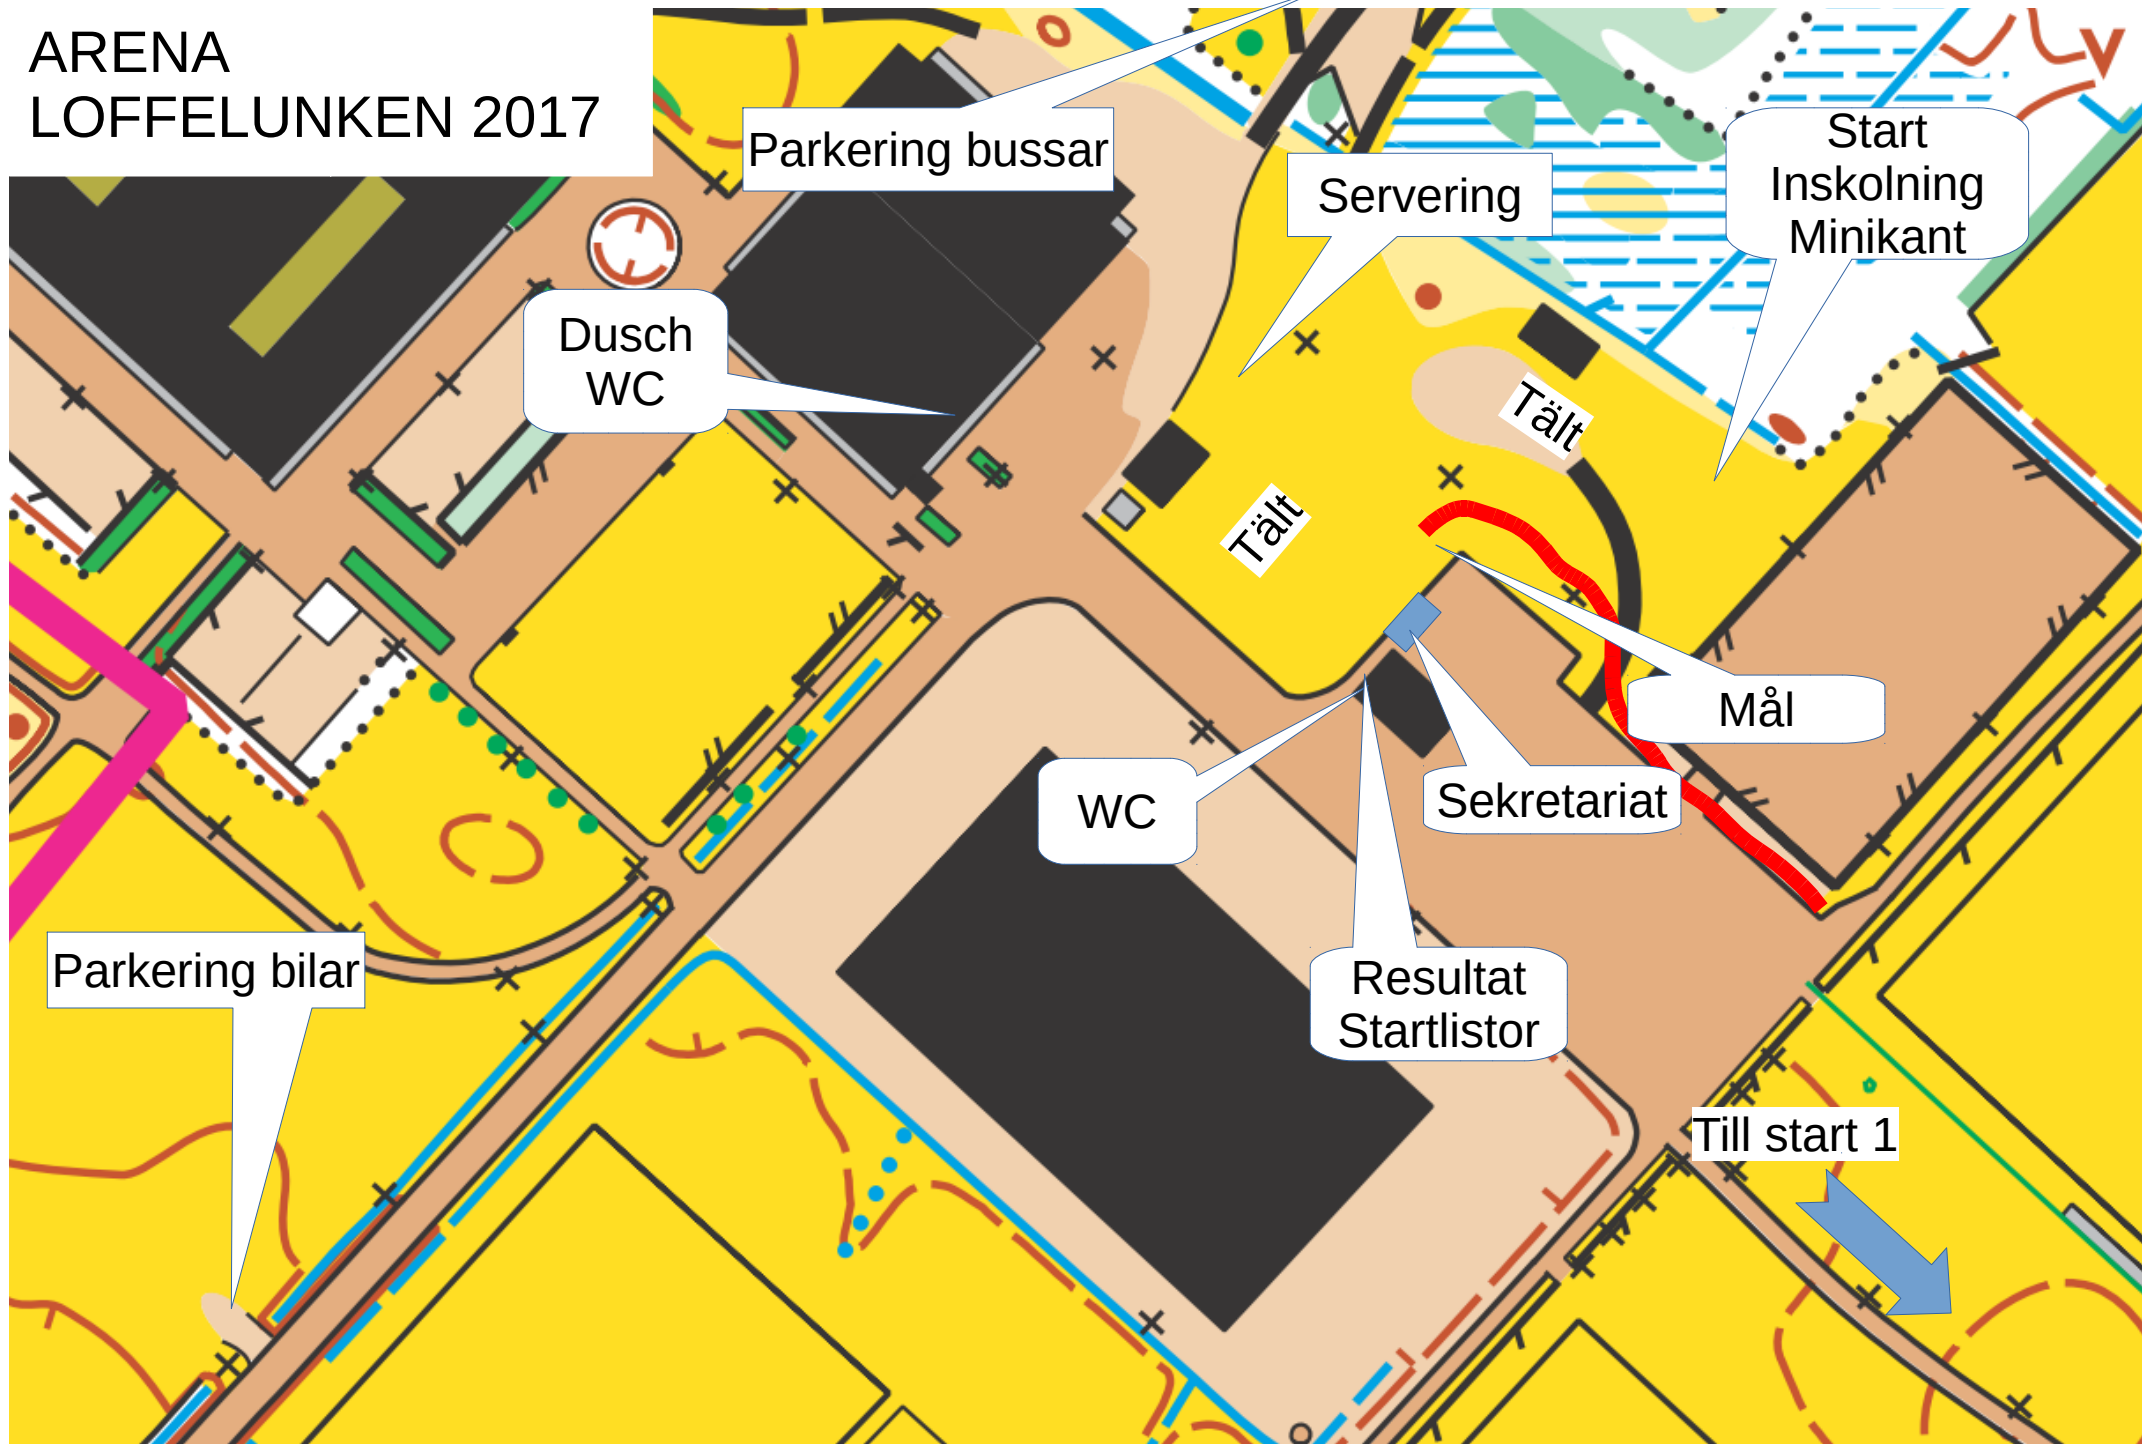 ARENA
LOFFELUNKEN 2017
Parkering bussar
Servering
Start
Inskolning
Minikant
Dusch
WC
Tält
Tält
Mål
WC
Sekretariat
Parkering bilar
Resultat
Startlistor
Till start 1